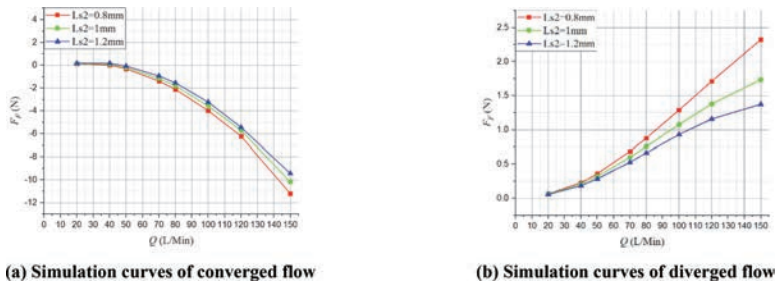 Ls2=0.8mm
Ls2=1mm
Ls2=1.2mm
4
2
0
-2
-4
-6
-8
-10
-12
F_F (N)
0 10 20 30 40 50 60 70 80 90 100 110 120 130 140 150
Q (L/Min)
(a) Simulation curves of converged flow
Ls2=0.8mm
Ls2=1mm
Ls2=1.2mm
2.5
2.0
1.5
1.0
0.5
0.0
F_F (N)
0 10 20 30 40 50 60 70 80 90 100 110 120 130 140 150
Q (L/Min)
(b) Simulation curves of diverged flow